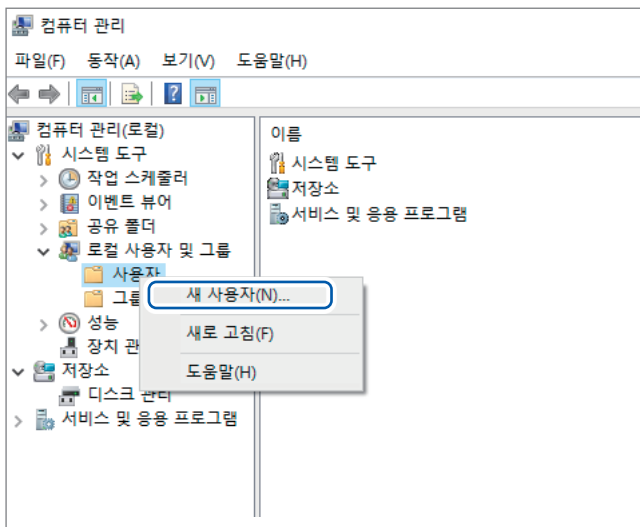 컴퓨터 관리
파일(F) 동작(A) 보기(V) 도움말(H)
컴퓨터 관리(로컬)
시스템 도구
작업 스케줄러
이벤트 뷰어
공유 폴더
로컬 사용자 및 그룹
사용자
그룹
성능
장치 관
저장소
디스크 관리
서비스 및 응용 프로그램
새 사용자(N)...
새로 고침(F)
도움말(H)
이름
시스템 도구
저장소
서비스 및 응용 프로그램